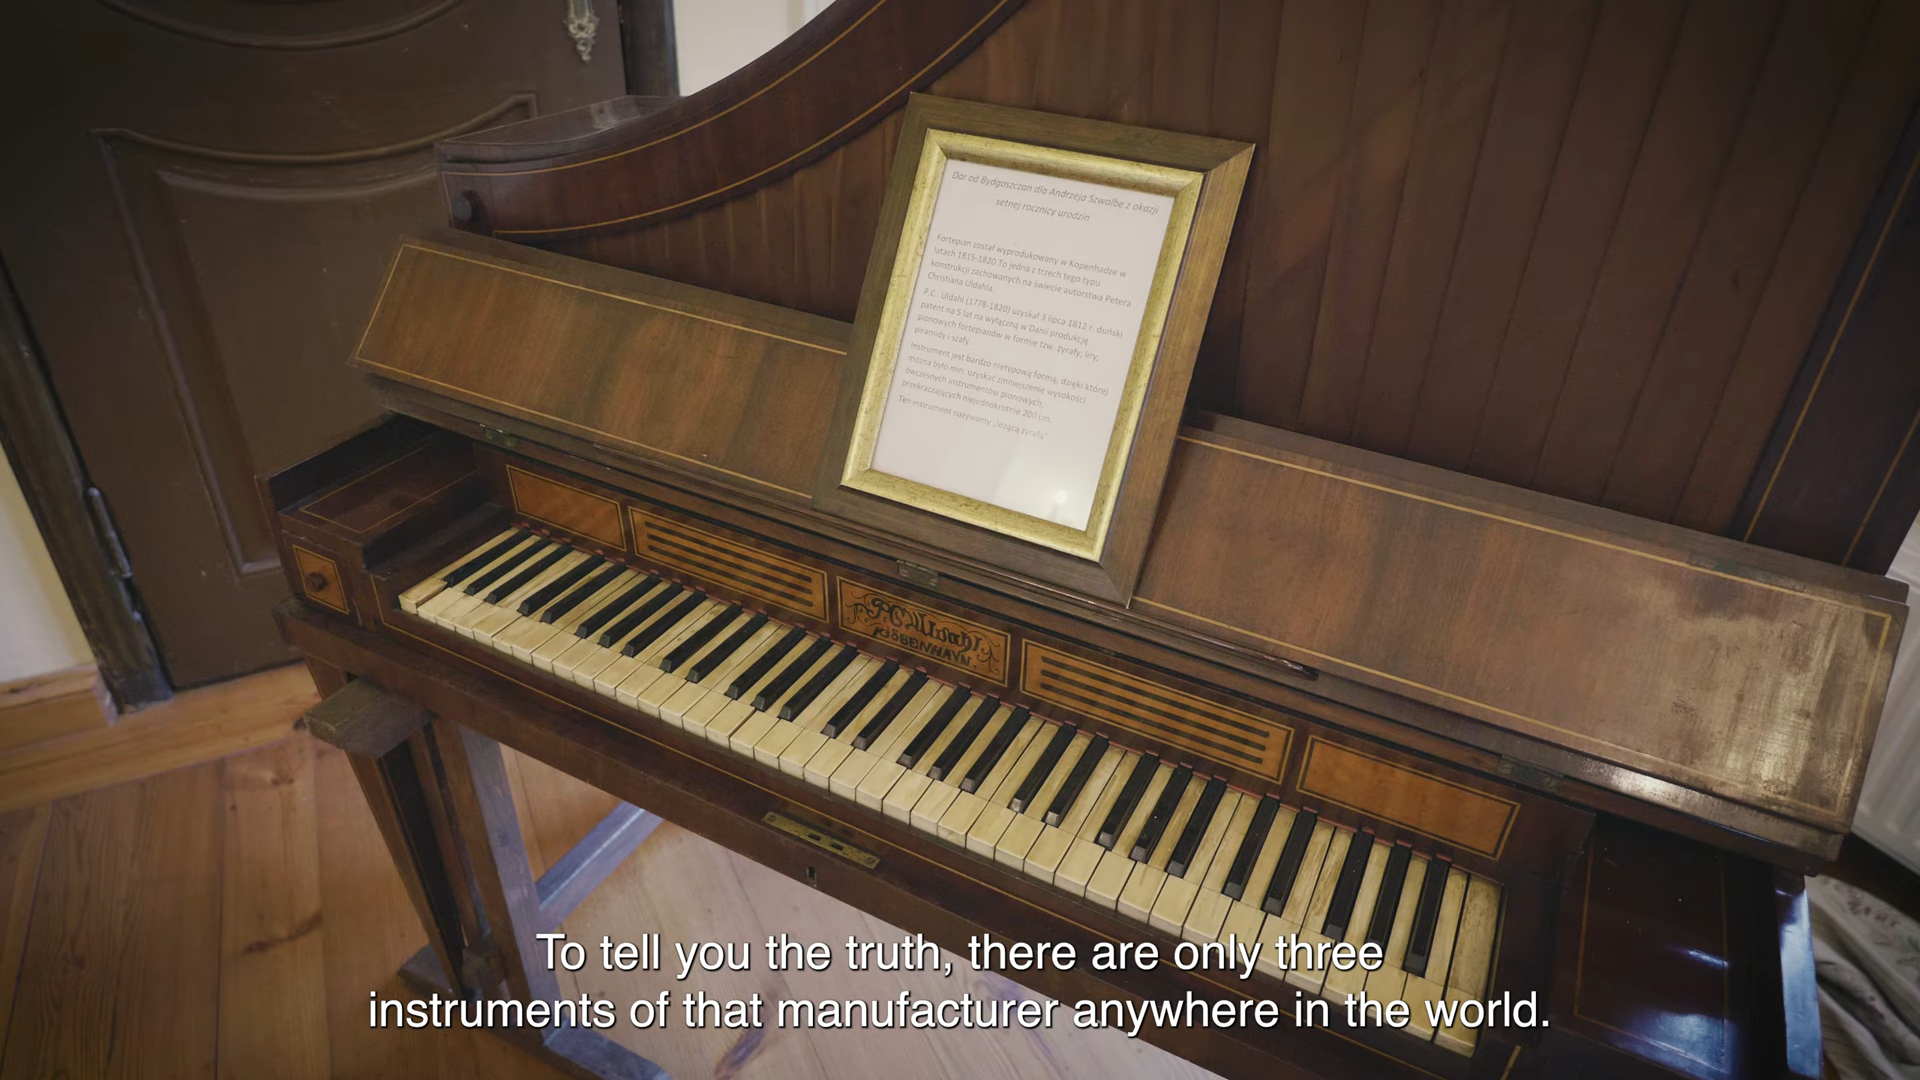 Dar od Bydgoszczan dla Andrzeja Szwalbe z okazji
setnej rocznicy urodzin
Fortepian został wyprodukowany w Kopenhadze w
latach 1815-1820.To jedna z trzech tego typu
konstrukcji zachowanych na świecie autorstwa Petera
Christiana Uldahla.
P.C. Uldahl (1778-1820) uzyskał 3 lipca 1812 r. duński
patent na 5 lat na wyłączną w Danii produkcję
pionowych fortepianów w formie tzw. żyrafy, liry,
piramidy i szafy.
Instrument jest bardzo nietypową formą, dzięki której
można było min. uzyskać zmniejszenie wysokości
ówczesnych instrumentów pionowych,
przekraczających niejednokrotnie 200 cm.
Ten instrument nazywamy „leżącą żyrafą"
P.C. Uldahl
KIÖBENHAVN.
To tell you the truth, there are only three
instruments of that manufacturer anywhere in the world.